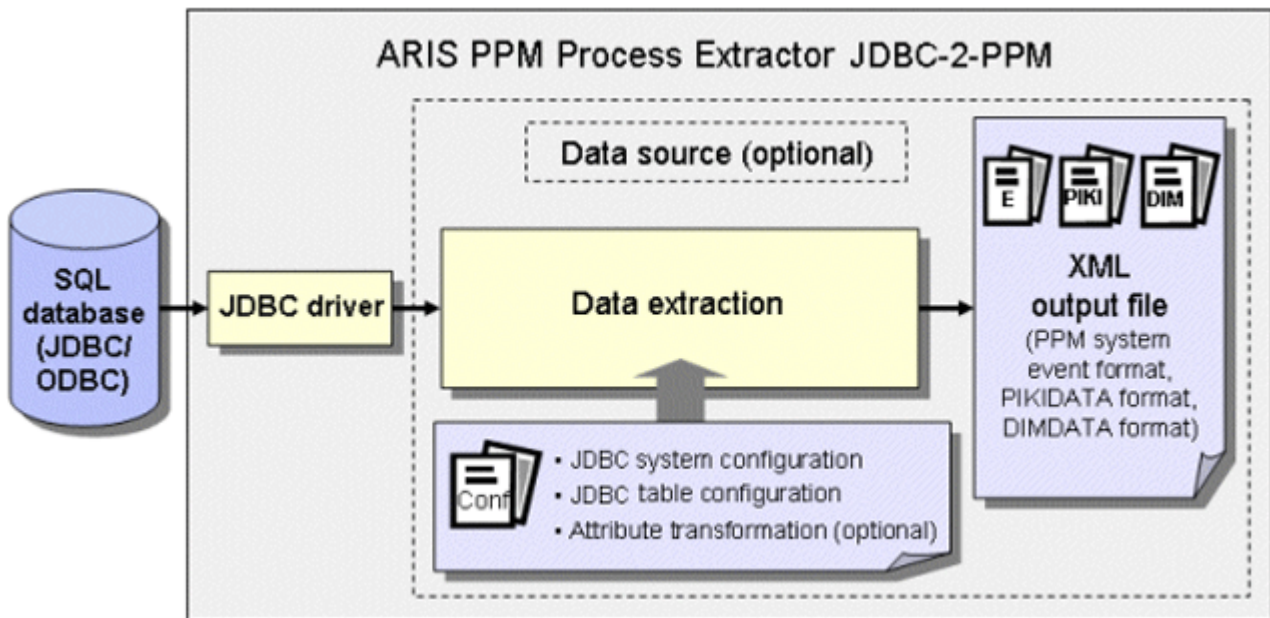 ARIS PPM Process Extractor JDBC-2-PPM
Data source (optional)
SQL
database
(JDBC/
ODBC)
JDBC driver
Data extraction
E
PIKI
DIM
XML
output file
(PPM system
event format,
PIKIDATA format,
DIMDATA format)
Conf
▪ JDBC system configuration
▪ JDBC table configuration
▪ Attribute transformation (optional)